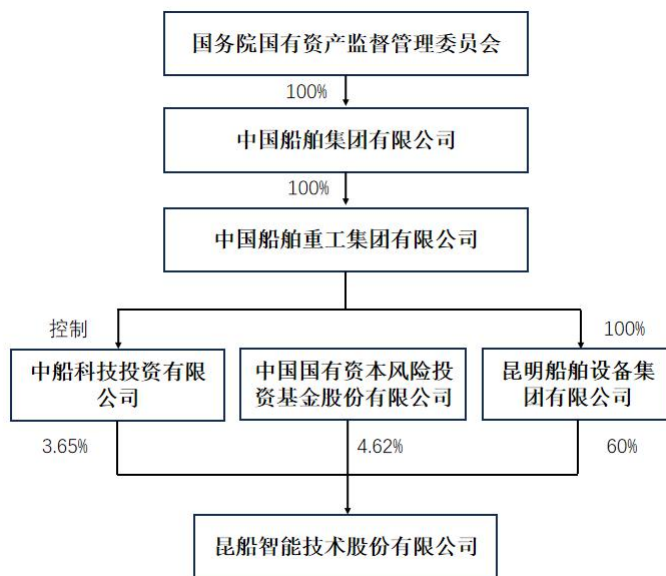 国务院国有资产监督管理委员会
100%
中国船舶集团有限公司
100%
中国船舶重工集团有限公司
控制
100%
中船科技投资有限
公司
中国国有资本风险投
资基金股份有限公司
昆明船舶设备集
团有限公司
3.65%
4.62%
60%
昆船智能技术股份有限公司